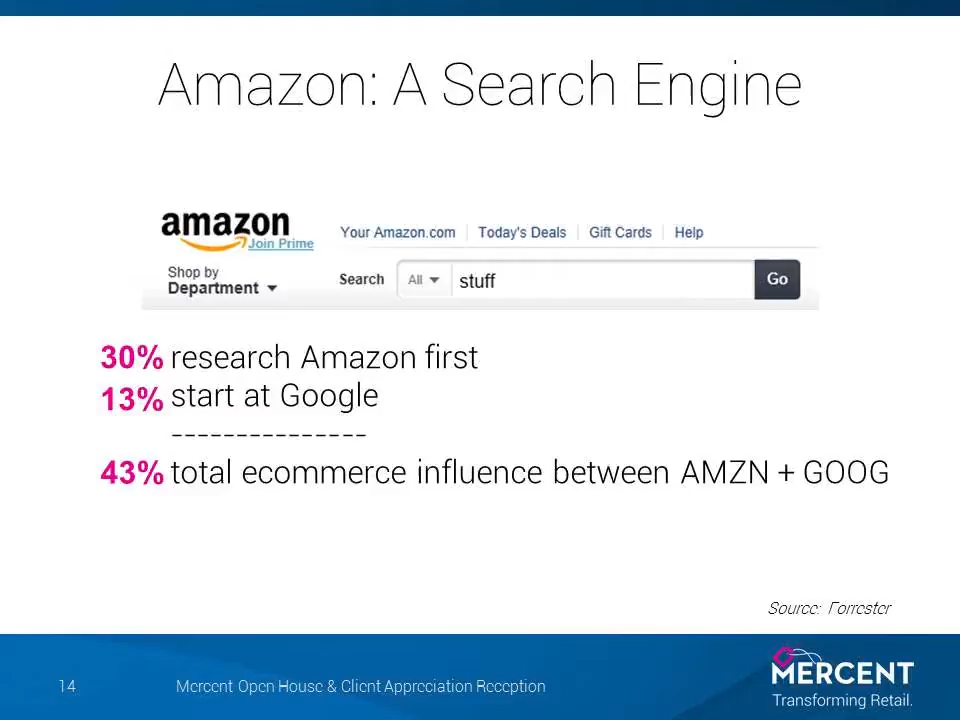 Amazon: A Search Engine
amazon
Join Prime
Your Amazon.com Today's Deals Gift Cards Help
Shop by
Department
Search All stuff Go
30% research Amazon first
13% start at Google
---------------
43% total ecommerce influence between AMZN + GOOG
Source: Forrester
14 Mercent Open House & Client Appreciation Reception
MERCENT
Transforming Retail.